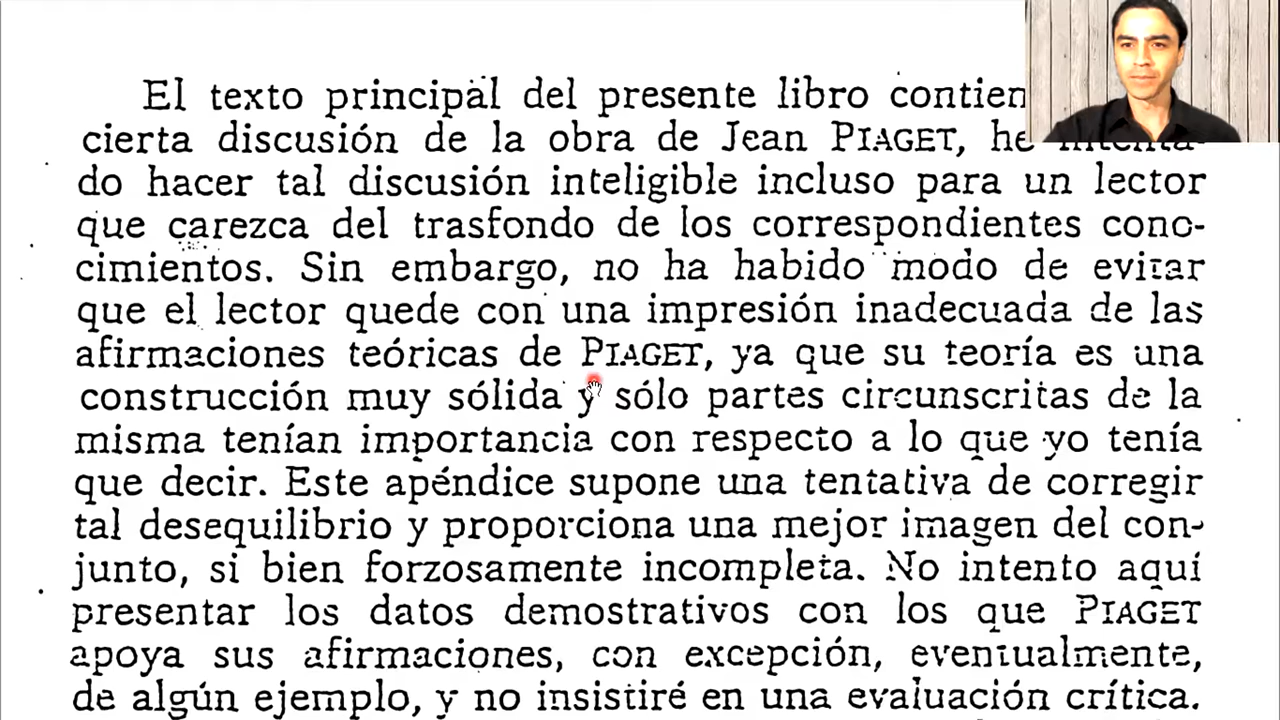 El texto principal del presente libro contien
cierta discusión de la obra de Jean PIAGET, he intenta-
do hacer tal discusión inteligible incluso para un lector
que carezca del trasfondo de los correspondientes cono-
cimientos. Sin embargo, no ha habido modo de evitar
que el lector quede con una impresión inadecuada de las
afirmaciones teóricas de PIAGET, ya que su teoría es una
construcción muy sólida y sólo partes circunscritas de la
misma tenían importancia con respecto a lo que yo tenía
que decir. Este apéndice supone una tentativa de corregir
tal desequilibrio y proporciona una mejor imagen del con-
junto, si bien forzosamente incompleta. No intento aquí
presentar los datos demostrativos con los que PIAGET
apoya sus afirmaciones, con excepción, eventualmente,
de algún ejemplo, y no insistiré en una evaluación crítica.